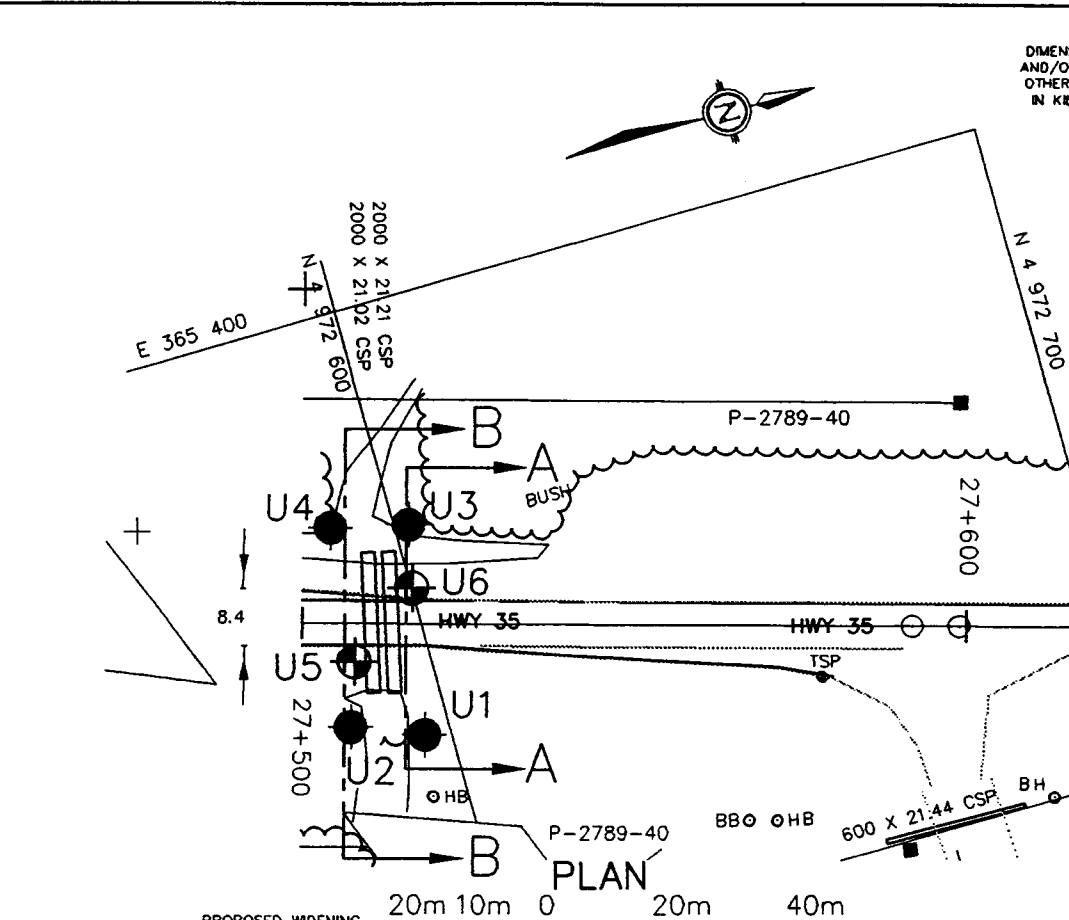 DIMEN
AND/O
OTHER
IN KI
N
2000 X 21.21 CSP
2000 X 21.02 CSP
N 4 972 600
N 4 972 700
E 365 400
P-2789-40
B
A
BUSH
U4
U3
27+600
U6
8.4
HWY 35
HWY 35
U5
TSP
U1
27+500
U2
A
HB
BH
600 X 21.44 CSP
BB
HB
P-2789-40
B
PLAN
20m 10m 0 20m 40m
PROPOSED WIDENING